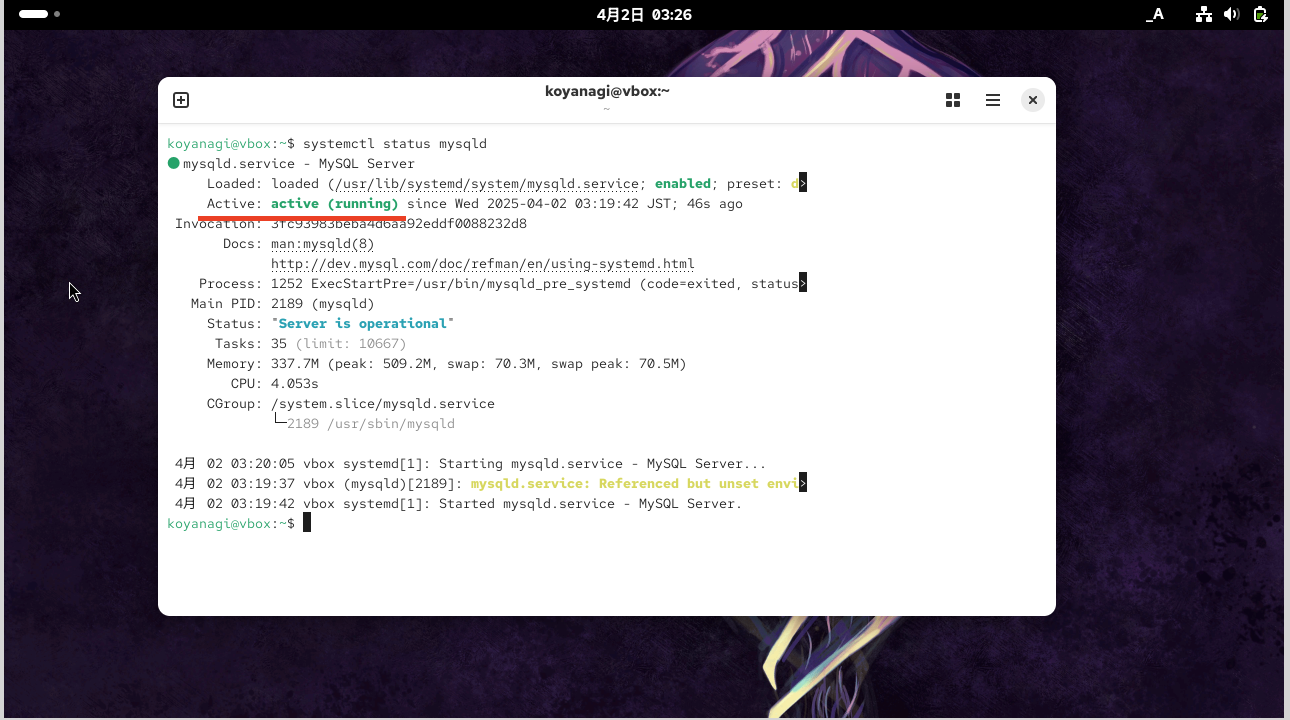 4月2日 03:26
_A
koyanagi@vbox:~
~
koyanagi@vbox:~$ systemctl status mysqld
mysqld.service - MySQL Server
Loaded: loaded (/usr/lib/systemd/system/mysqld.service; enabled; preset: d>
Active: active (running) since Wed 2025-04-02 03:19:42 JST; 46s ago
Invocation: 3fc93983beba4d6aa92eddf0088232d8
Docs: man:mysqld(8)
http://dev.mysql.com/doc/refman/en/using-systemd.html
Process: 1252 ExecStartPre=/usr/bin/mysqld_pre_systemd (code=exited, status>
Main PID: 2189 (mysqld)
Status: "Server is operational"
Tasks: 35 (limit: 10667)
Memory: 337.7M (peak: 509.2M, swap: 70.3M, swap peak: 70.5M)
CPU: 4.053s
CGroup: /system.slice/mysqld.service
└─2189 /usr/sbin/mysqld
4月 02 03:20:05 vbox systemd[1]: Starting mysqld.service - MySQL Server...
4月 02 03:19:37 vbox (mysqld)[2189]: mysqld.service: Referenced but unset envi>
4月 02 03:19:42 vbox systemd[1]: Started mysqld.service - MySQL Server.
koyanagi@vbox:~$